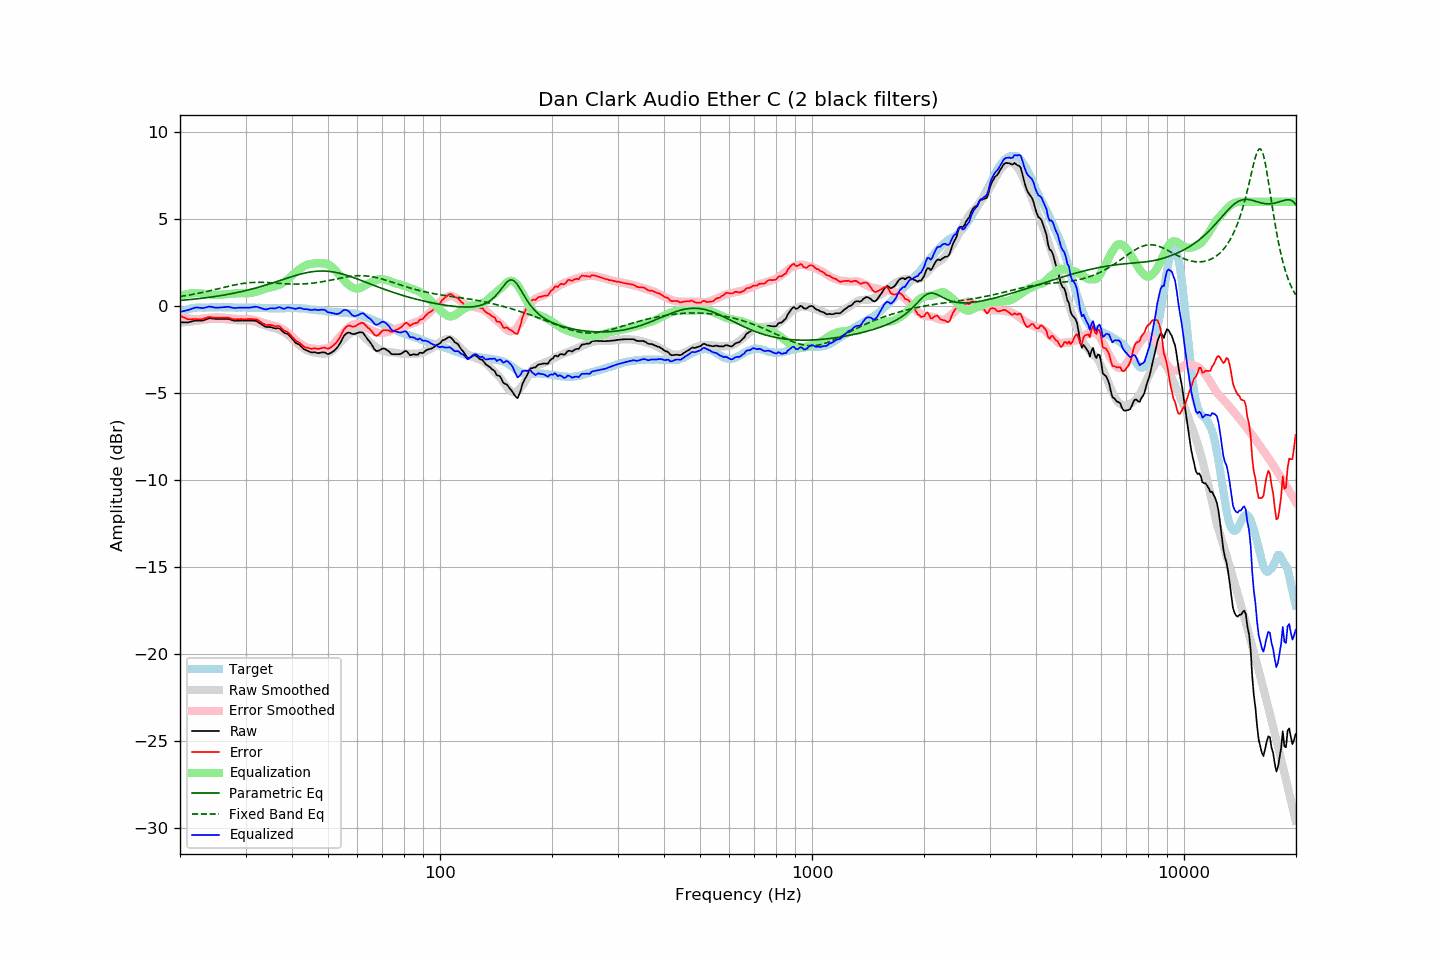 Dan Clark Audio Ether C (2 black filters)
10
5
0
−5
−10
−15
−20
−25
−30
Amplitude (dBr)
Target
Raw Smoothed
Error Smoothed
Raw
Error
Equalization
Parametric Eq
Fixed Band Eq
Equalized
100
1000
10000
Frequency (Hz)